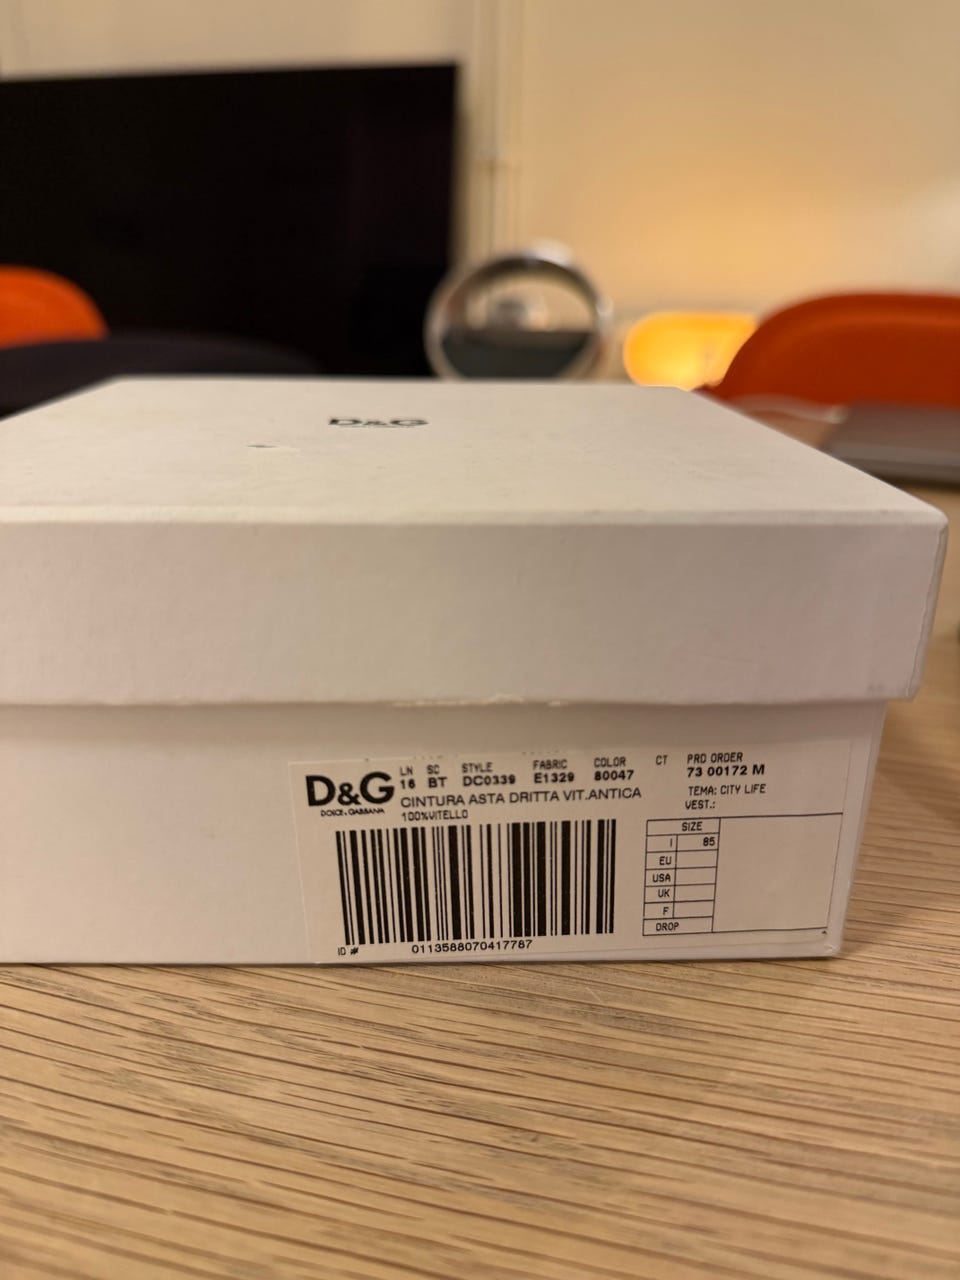 D&G
D&G
DOLCE & GABBANA
LN SC STYLE FABRIC COLOR CT PRD ORDER
16 BT DC0339 E1329 80047 73 00172 M
CINTURA ASTA DRITTA VIT.ANTICA
100%VITELLO
TEMA: CITY LIFE
VEST.:
SIZE
I 85
EU
USA
UK
F
DROP
ID # 0113588070417787